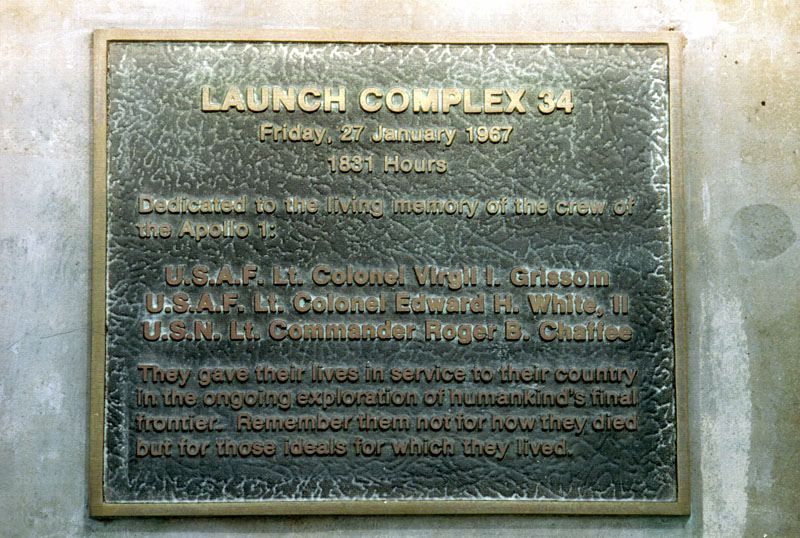 LAUNCH COMPLEX 34
Friday, 27 January 1967
1831 Hours
Dedicated to the living memory of the crew of
the Apollo 1:
U.S.A.F. Lt. Colonel Virgil I. Grissom
U.S.A.F. Lt. Colonel Edward H. White, II
U.S.N. Lt. Commander Roger B. Chaffee
They gave their lives in service to their country
in the ongoing exploration of humankind's final
frontier.. Remember them not for how they died
but for those ideals for which they lived.